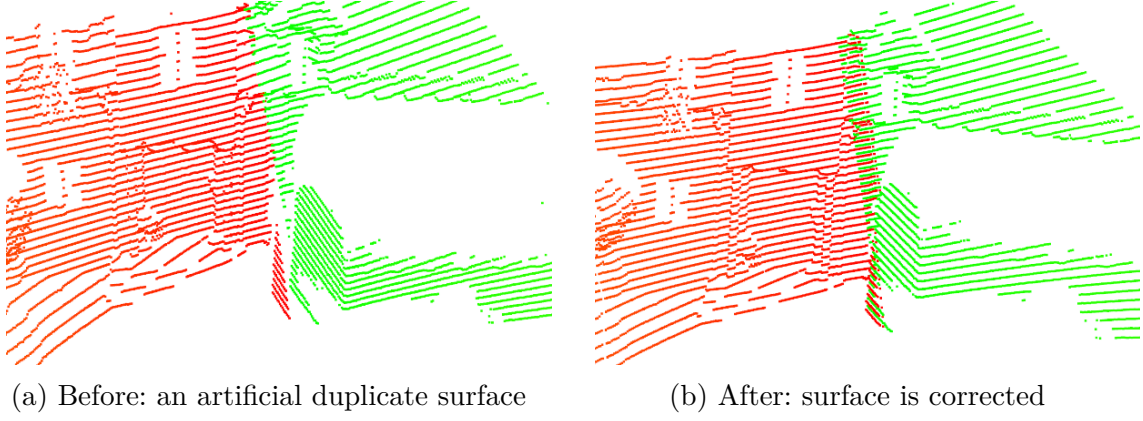 (a) Before: an artificial duplicate surface
(b) After: surface is corrected